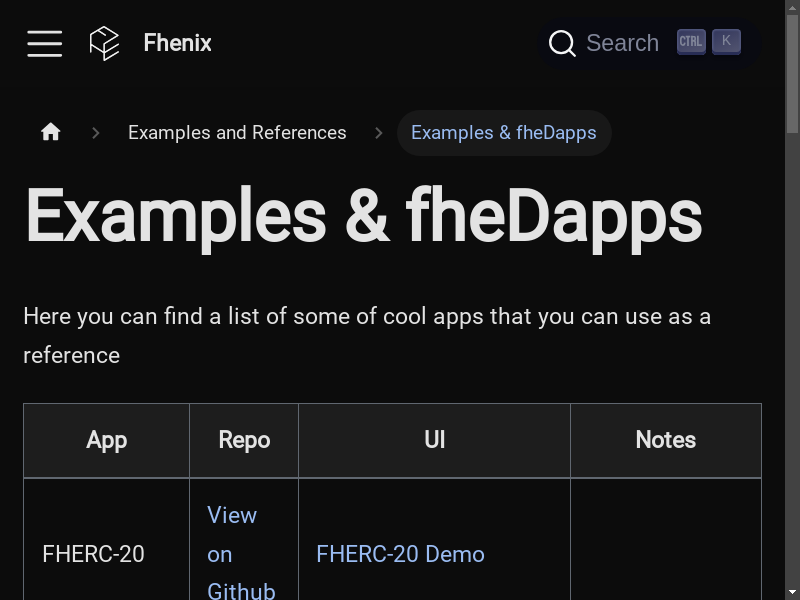 Fhenix
Search CTRL K
Examples and References
Examples & fheDapps
Examples & fheDapps
Here you can find a list of some of cool apps that you can use as a
reference
App Repo UI Notes
FHERC-20
View
on
Github
FHERC-20 Demo